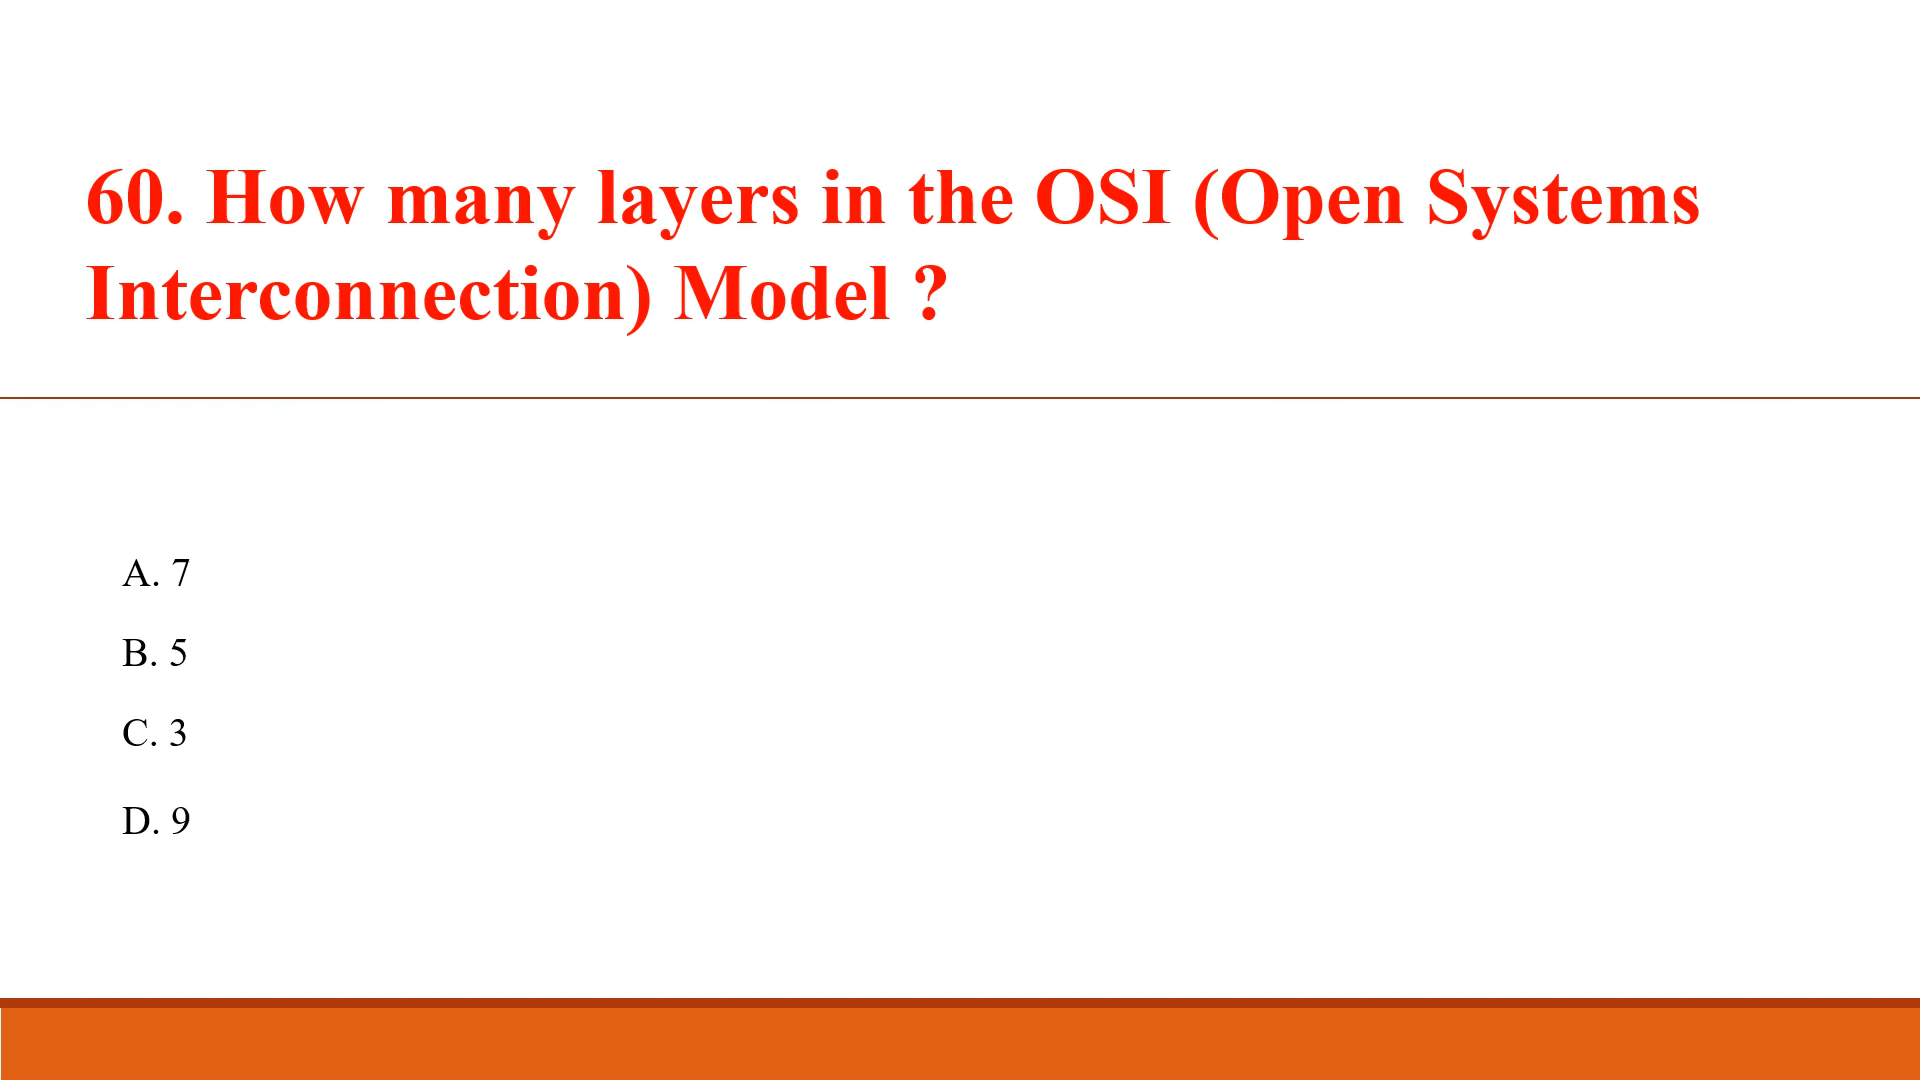 60. How many layers in the OSI (Open Systems
Interconnection) Model ?
A. 7
B. 5
C. 3
D. 9